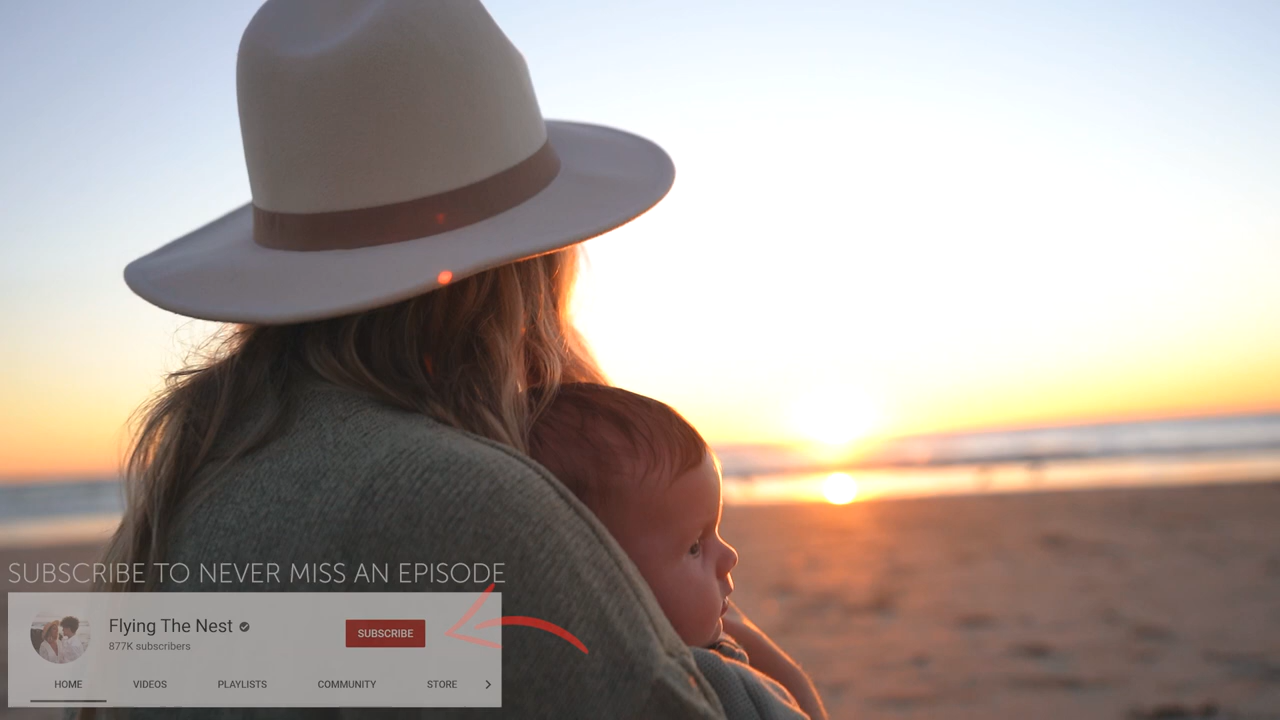 SUBSCRIBE TO NEVER MISS AN EPISODE
Flying The Nest
877K subscribers
SUBSCRIBE
HOME VIDEOS PLAYLISTS COMMUNITY STORE